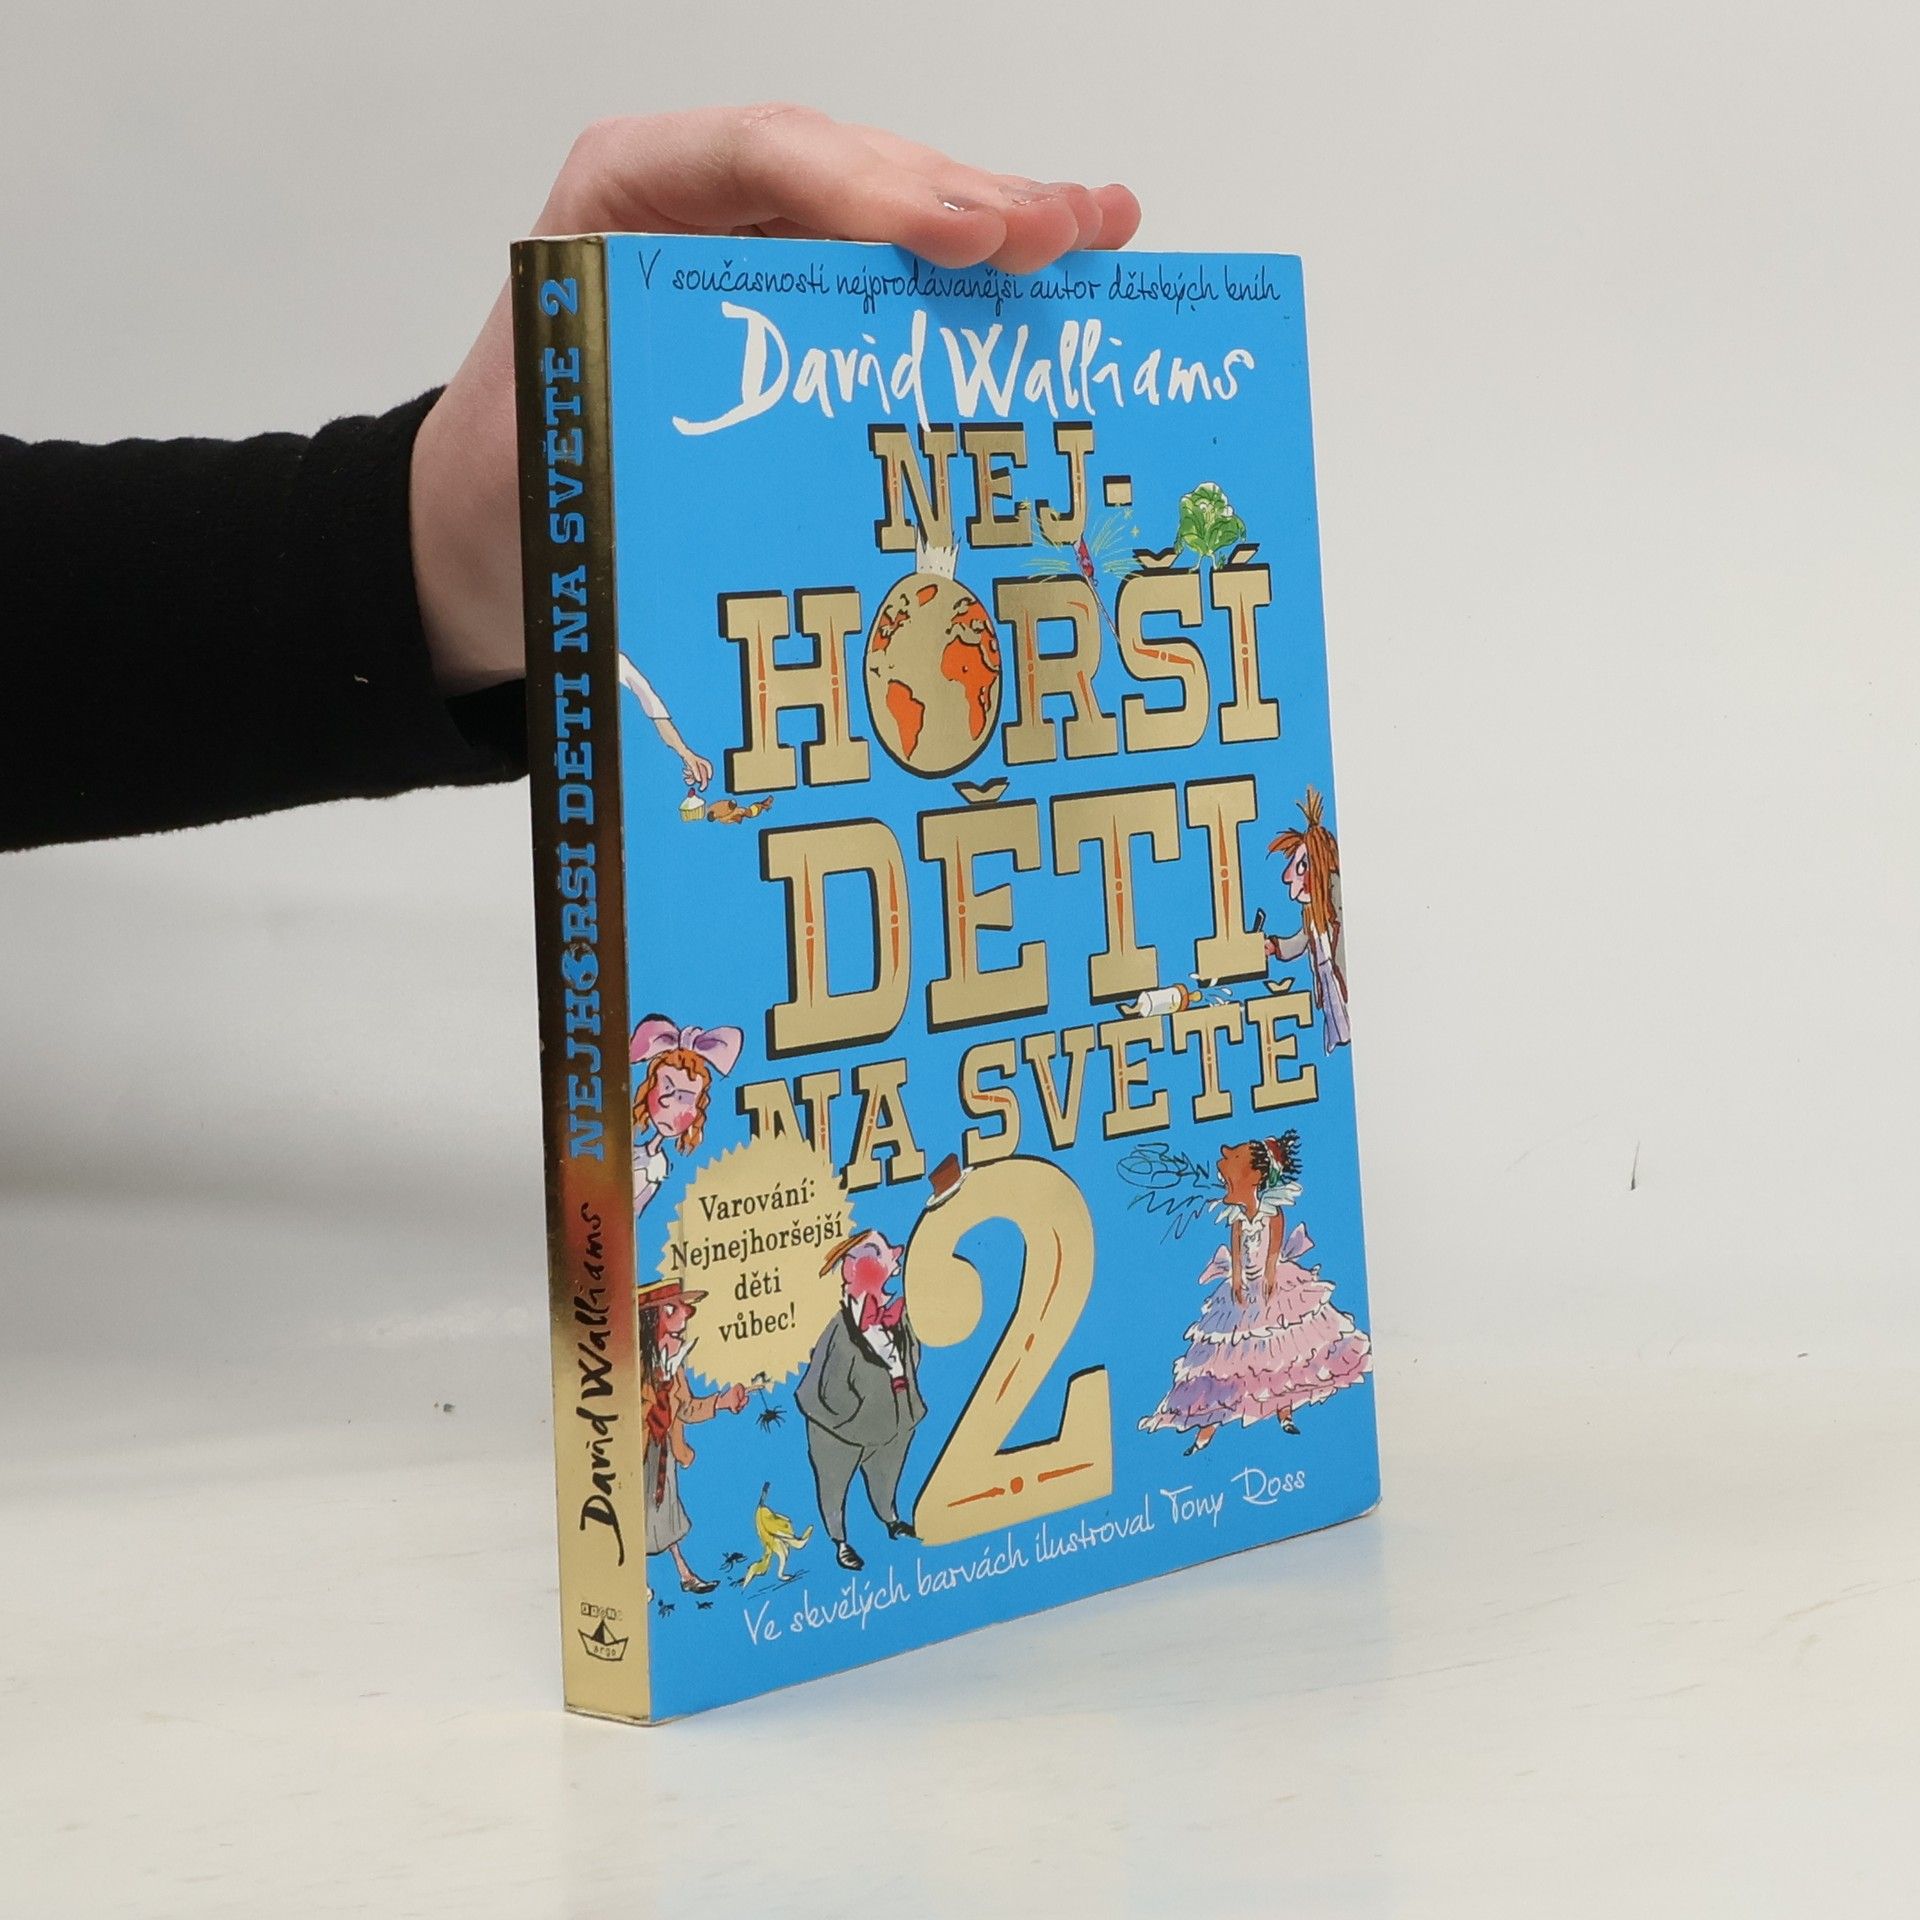 V současnosti nejprodávanější autor dětských knih
David Walliams
NEJ-
HORŠÍ
DĚTI
NA SVĚTĚ
2
Varování:
Nejnejhoršejší
děti
vůbec!
Ve skvělých barvách ilustroval Tony Ross
NEJHORŠÍ DĚTI NA SVĚTĚ 2
David Walliams
argo